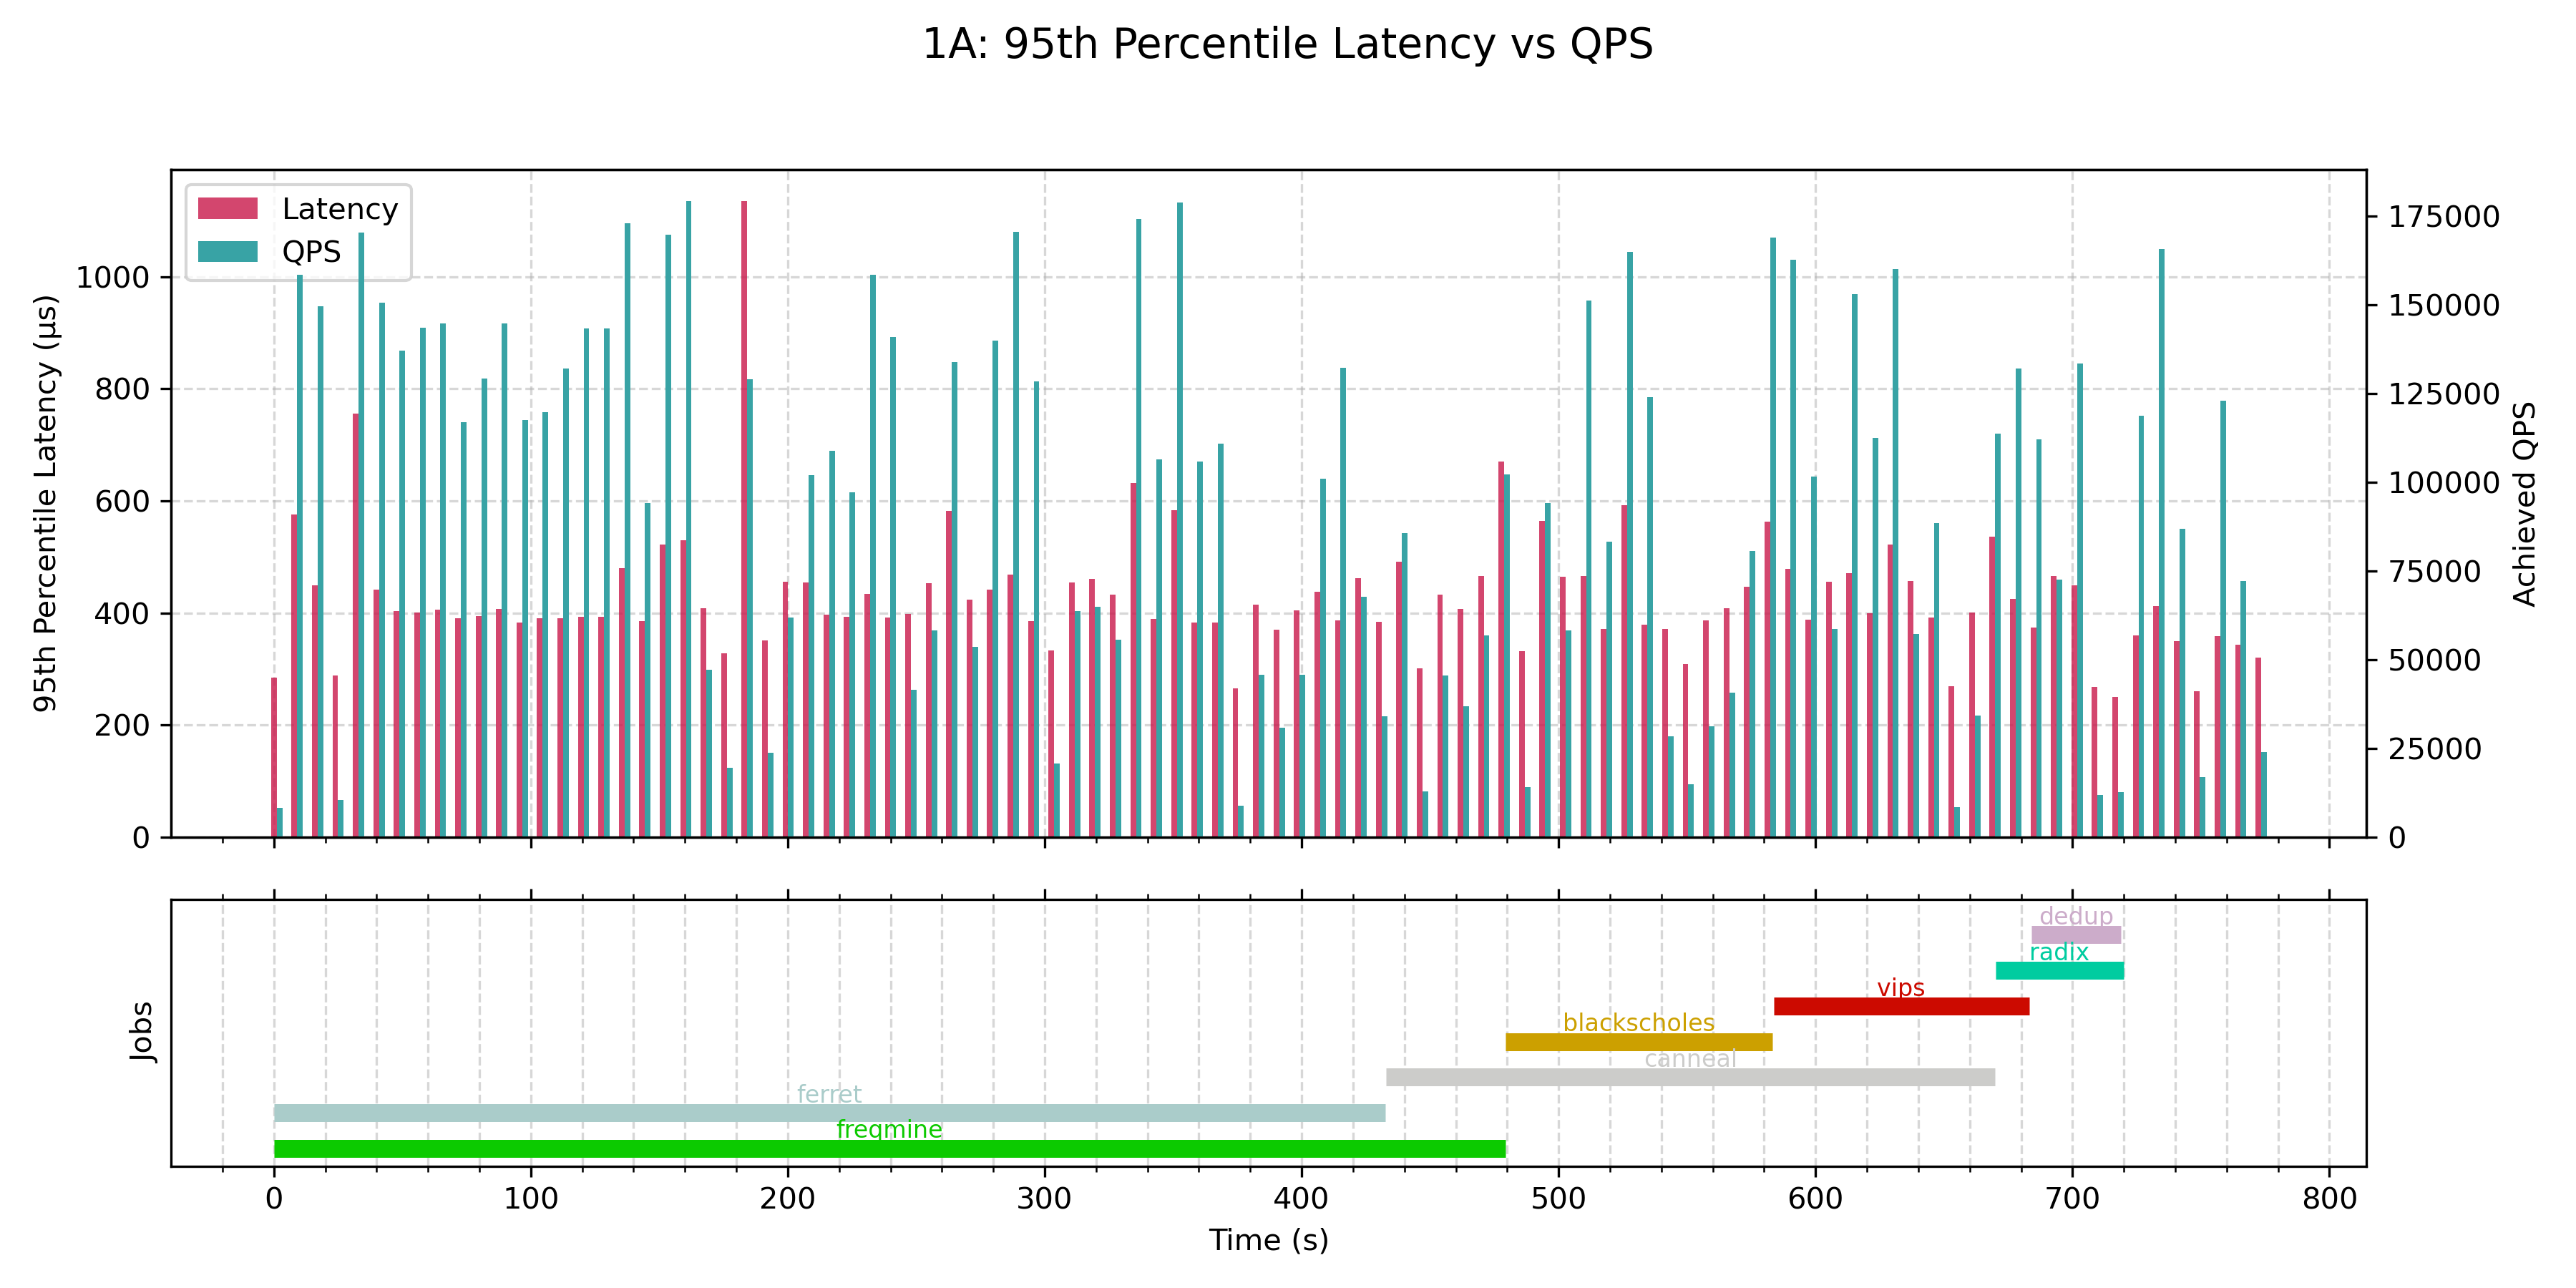 1A: 95th Percentile Latency vs QPS
Latency
QPS
95th Percentile Latency (µs)
1000
800
600
400
200
0
Achieved QPS
175000
150000
125000
100000
75000
50000
25000
0
Jobs
dedup
radix
vips
blackscholes
canneal
ferret
freqmine
0 100 200 300 400 500 600 700 800
Time (s)